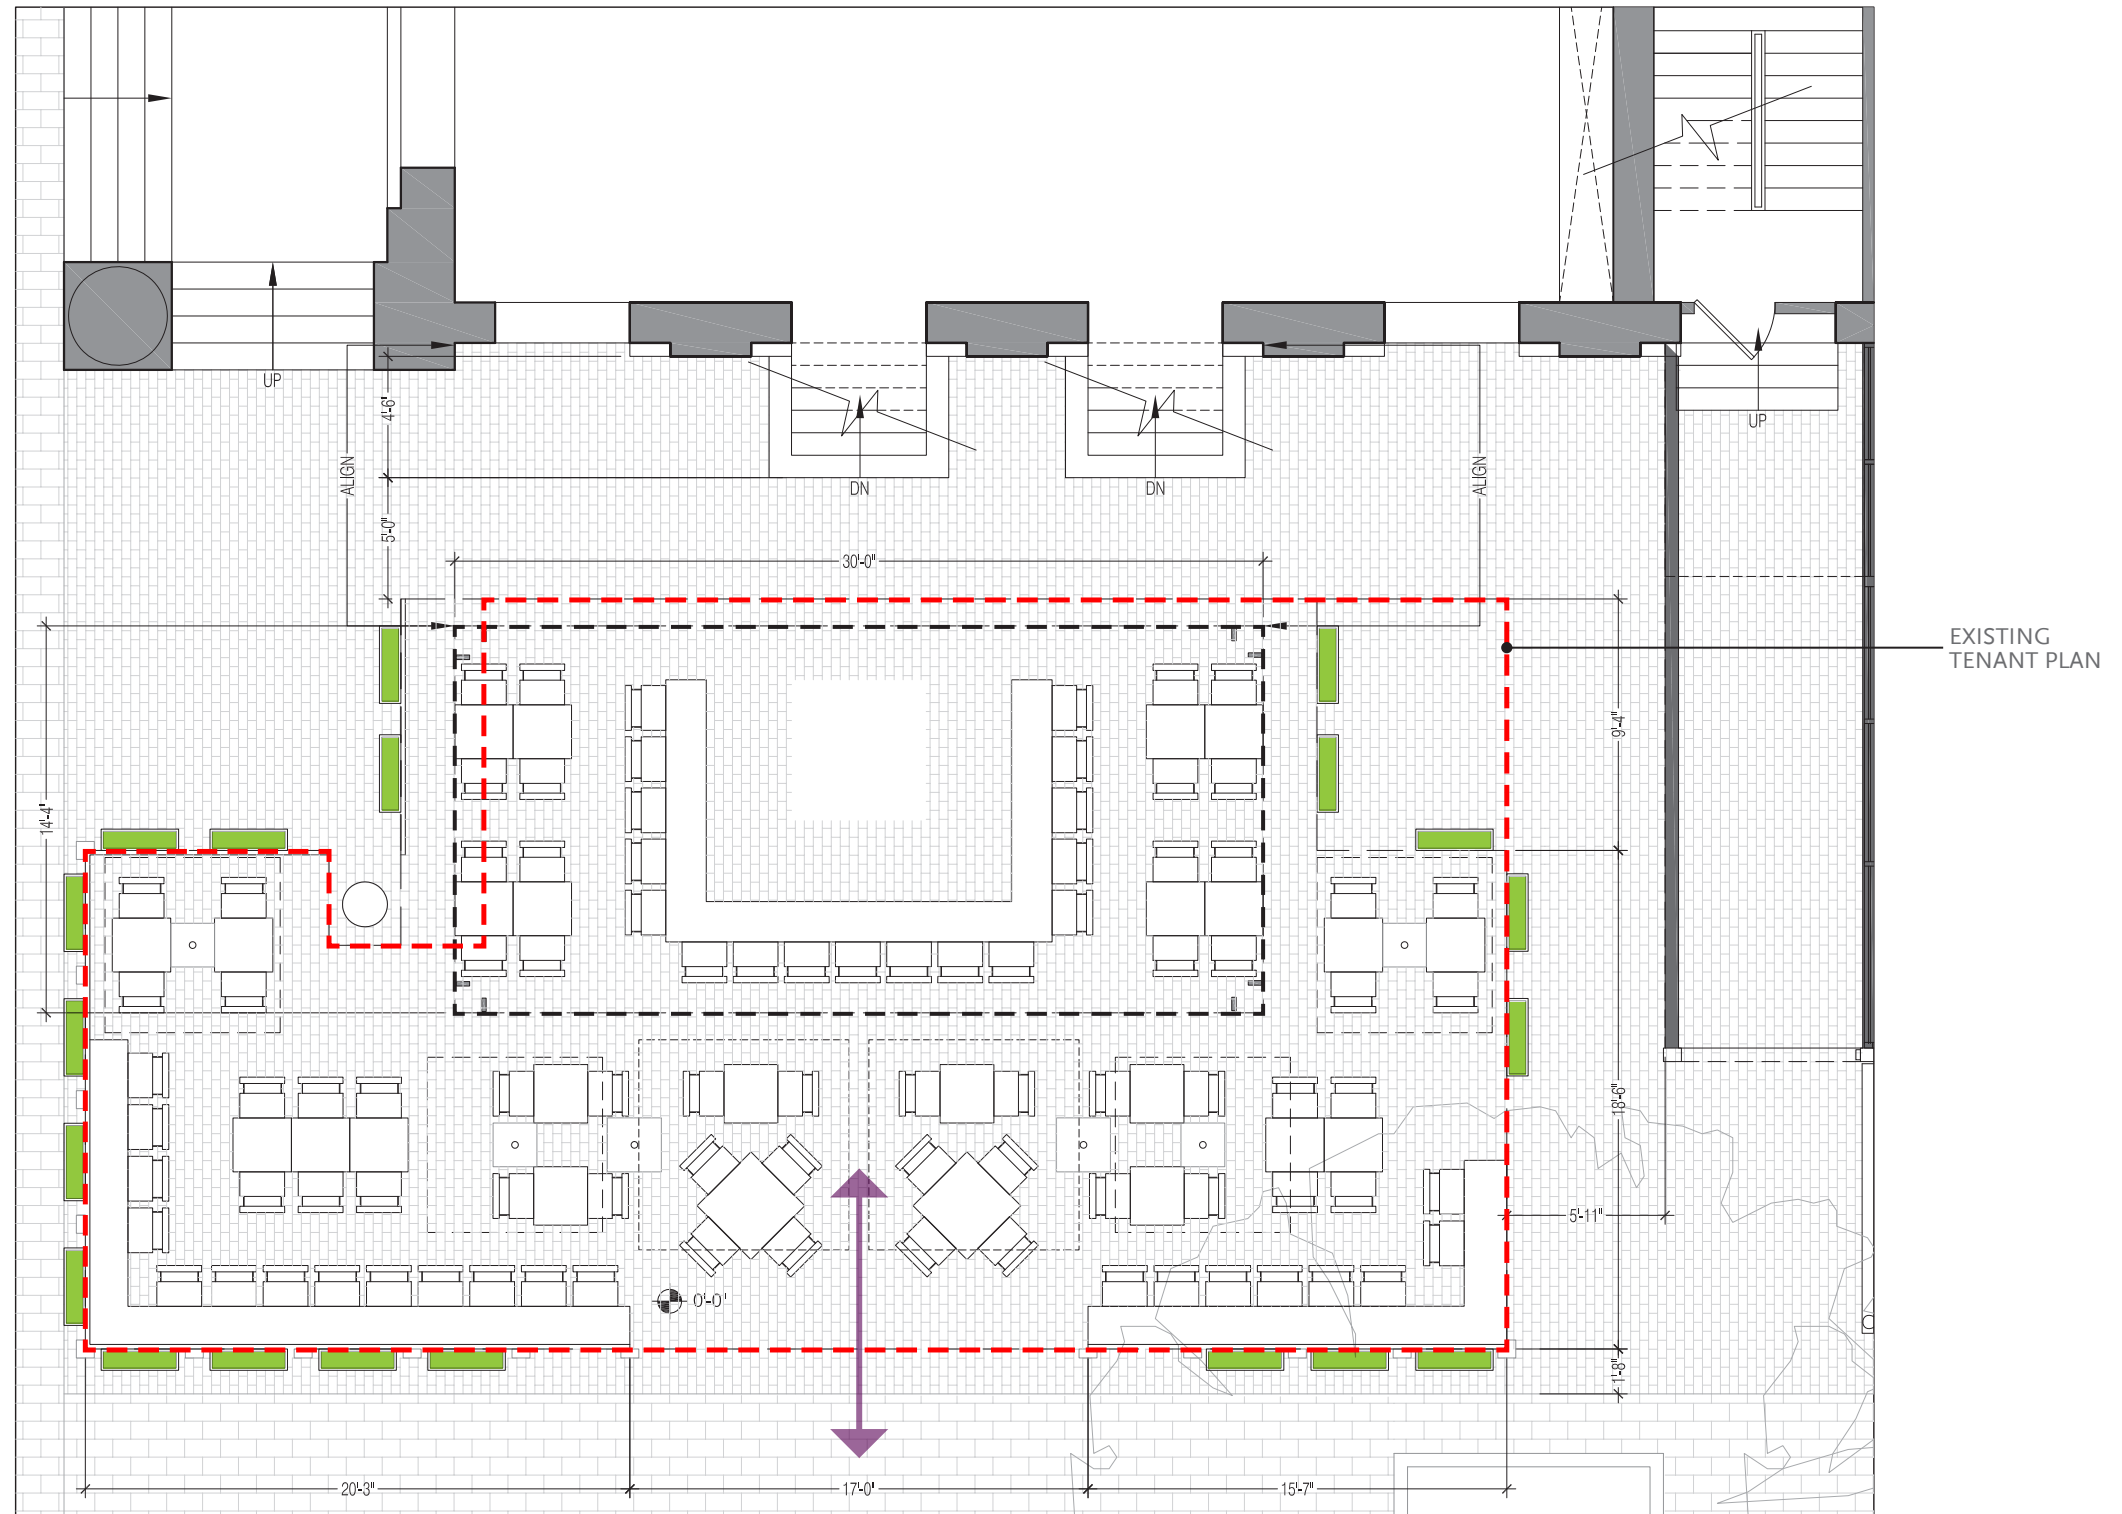 UP
4'-6"
ALIGN
5'-0"
DN
DN
ALIGN
UP
30'-0"
EXISTING
TENANT PLAN
9'-4"
14'-4"
18'-6"
5'-11"
0'-0"
1'-8"
20'-3"
17'-0"
15'-7"